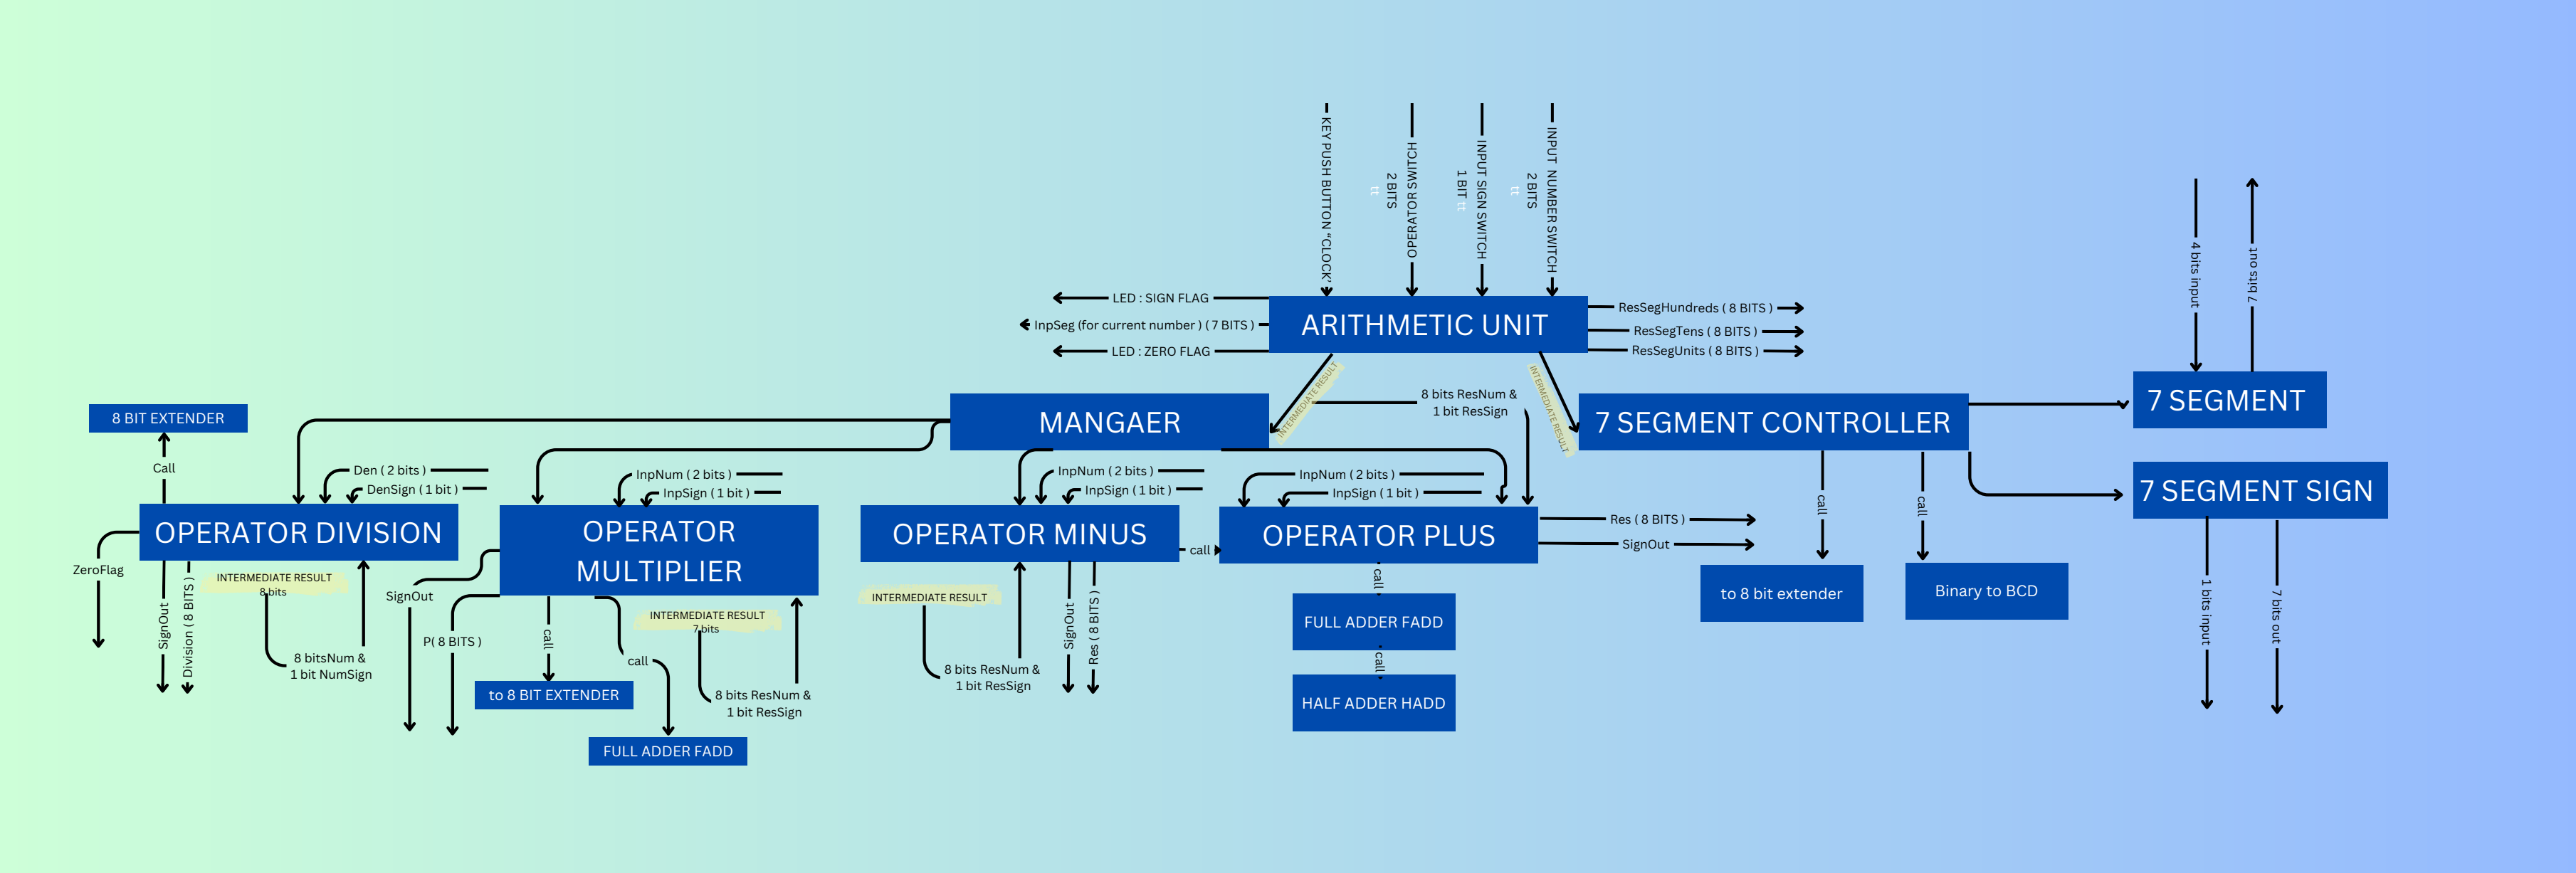 KEY PUSH BUTTON “CLOCK’
OPERATOR SWITCH
2 BITS
tt
INPUT SIGN SWITCH
1 BIT tt
INPUT NUMBER SWITCH
2 BITS
tt
4 bits input
7 bits out
LED : SIGN FLAG
InpSeg (for current number ) ( 7 BITS )
LED : ZERO FLAG
ARITHMETIC UNIT
ResSegHundreds ( 8 BITS )
ResSegTens ( 8 BITS )
ResSegUnits ( 8 BITS )
INTERMEDIATE RESULT
8 bits ResNum &
1 bit ResSign
INTERMEDIATE RESULT
7 SEGMENT
8 BIT EXTENDER
MANGAER
7 SEGMENT CONTROLLER
Call
Den ( 2 bits )
DenSign ( 1 bit )
InpNum ( 2 bits )
InpSign ( 1 bit )
InpNum ( 2 bits )
InpSign ( 1 bit )
InpNum ( 2 bits )
InpSign ( 1 bit )
call
call
7 SEGMENT SIGN
OPERATOR DIVISION
OPERATOR
MULTIPLIER
OPERATOR MINUS
call
OPERATOR PLUS
Res ( 8 BITS )
SignOut
ZeroFlag
SignOut
Division ( 8 BITS )
INTERMEDIATE RESULT
8 bits
8 bitsNum &
1 bit NumSign
SignOut
P( 8 BITS )
call
call
INTERMEDIATE RESULT
7 bits
8 bits ResNum &
1 bit ResSign
to 8 BIT EXTENDER
FULL ADDER FADD
INTERMEDIATE RESULT
8 bits ResNum &
1 bit ResSign
SignOut
Res ( 8 BITS )
call
FULL ADDER FADD
call
HALF ADDER HADD
to 8 bit extender
Binary to BCD
1 bits input
7 bits out